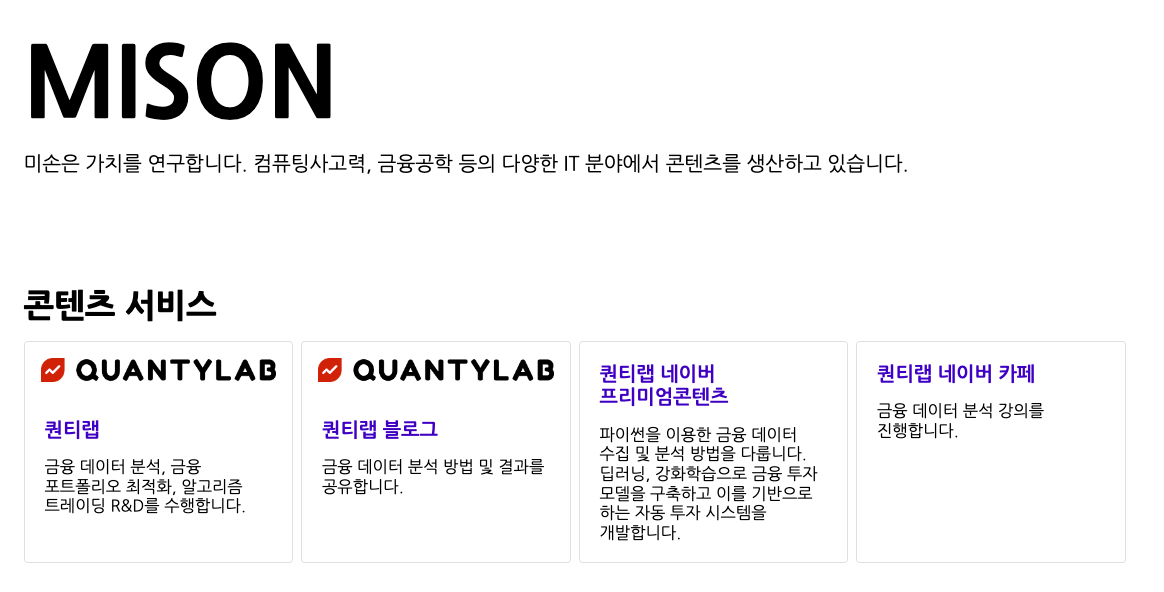 MISON
미손은 가치를 연구합니다. 컴퓨팅사고력, 금융공학 등의 다양한 IT 분야에서 콘텐츠를 생산하고 있습니다.
콘텐츠 서비스
QUANTYLAB
퀀티랩
금융 데이터 분석, 금융
포트폴리오 최적화, 알고리즘
트레이딩 R&D를 수행합니다.
QUANTYLAB
퀀티랩 블로그
금융 데이터 분석 방법 및 결과를
공유합니다.
퀀티랩 네이버
프리미엄콘텐츠
파이썬을 이용한 금융 데이터
수집 및 분석 방법을 다룹니다.
딥러닝, 강화학습으로 금융 투자
모델을 구축하고 이를 기반으로
하는 자동 투자 시스템을
개발합니다.
퀀티랩 네이버 카페
금융 데이터 분석 강의를
진행합니다.